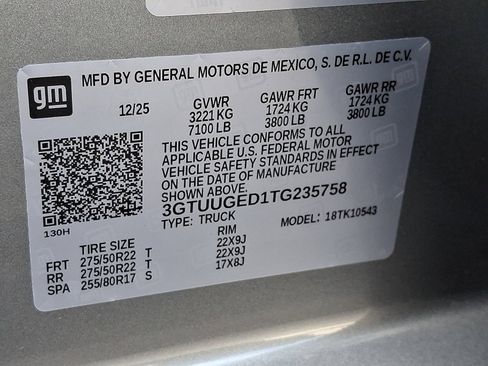 gm
MFD BY GENERAL MOTORS DE MEXICO, S. DE R.L. DE C.V.
12/25 GVWR GAWR FRT GAWR RR
3221 KG 1724 KG 1724 KG
7100 LB 3800 LB 3800 LB
THIS VEHICLE CONFORMS TO ALL
APPLICABLE U.S. FEDERAL MOTOR
VEHICLE SAFETY STANDARDS IN EFFECT
ON THE DATE OF MANUFACTURE
SHOWN ABOVE.
3GTUUGED1TG235758
TYPE: TRUCK MODEL: 18TK10543
130H
TIRE SIZE RIM
FRT 275/50R22 T 22X9J
RR 275/50R22 T 22X9J
SPA 255/80R17 S 17X8J